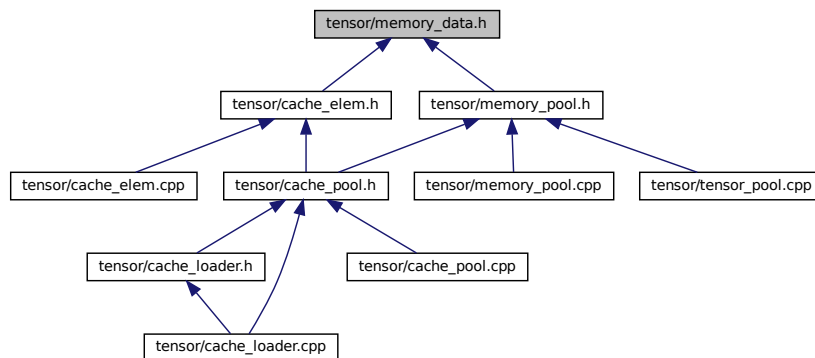 tensor/memory_data.h
tensor/cache_elem.h
tensor/memory_pool.h
tensor/cache_elem.cpp
tensor/cache_pool.h
tensor/memory_pool.cpp
tensor/tensor_pool.cpp
tensor/cache_loader.h
tensor/cache_pool.cpp
tensor/cache_loader.cpp